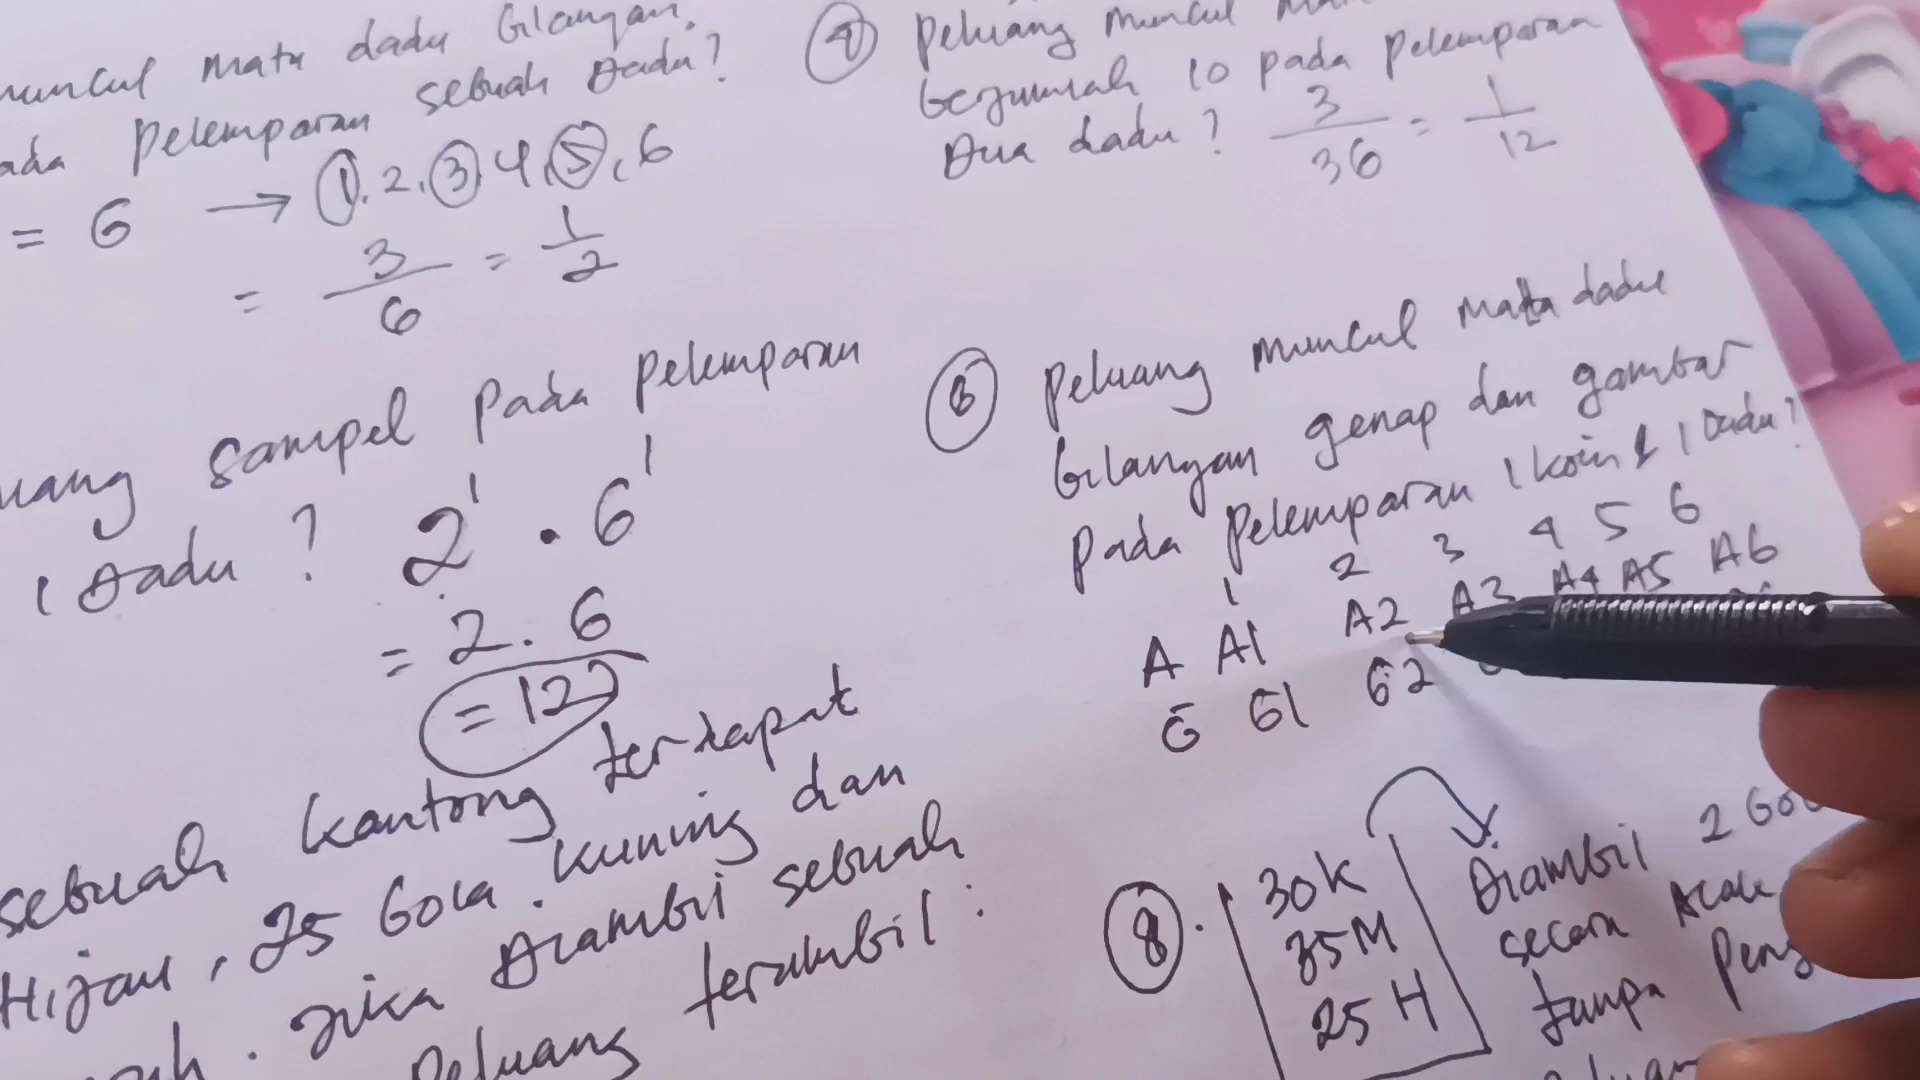 muncul mata dadu bilangan
pada pelemparan sebuah dadu?
= 6 → 1, 2, 3, 4, 5, 6
= 3/6 = 1/2
ruang sampel pada pelemparan
1 dadu? 2¹ · 6¹
= 2 . 6
= 12
sebuah kantong terdapat
Hijau, 25 bola kuning dan
. Jika diambil sebuah
Peluang terambil :
④ peluang muncul
berjumlah 10 pada pelemparan
Dua dadu? 3/36 = 1/12
⑥ peluang muncul mata dadu
bilangan genap dan gambar
pada pelemparan 1 koin & 1 Dadu?
1 2 3 4 5 6
A A1 A2 A3 A4 A5 A6
G G1 G2
⑧. 30K
35M
25H
Diambil 2
secara Acak
tanpa